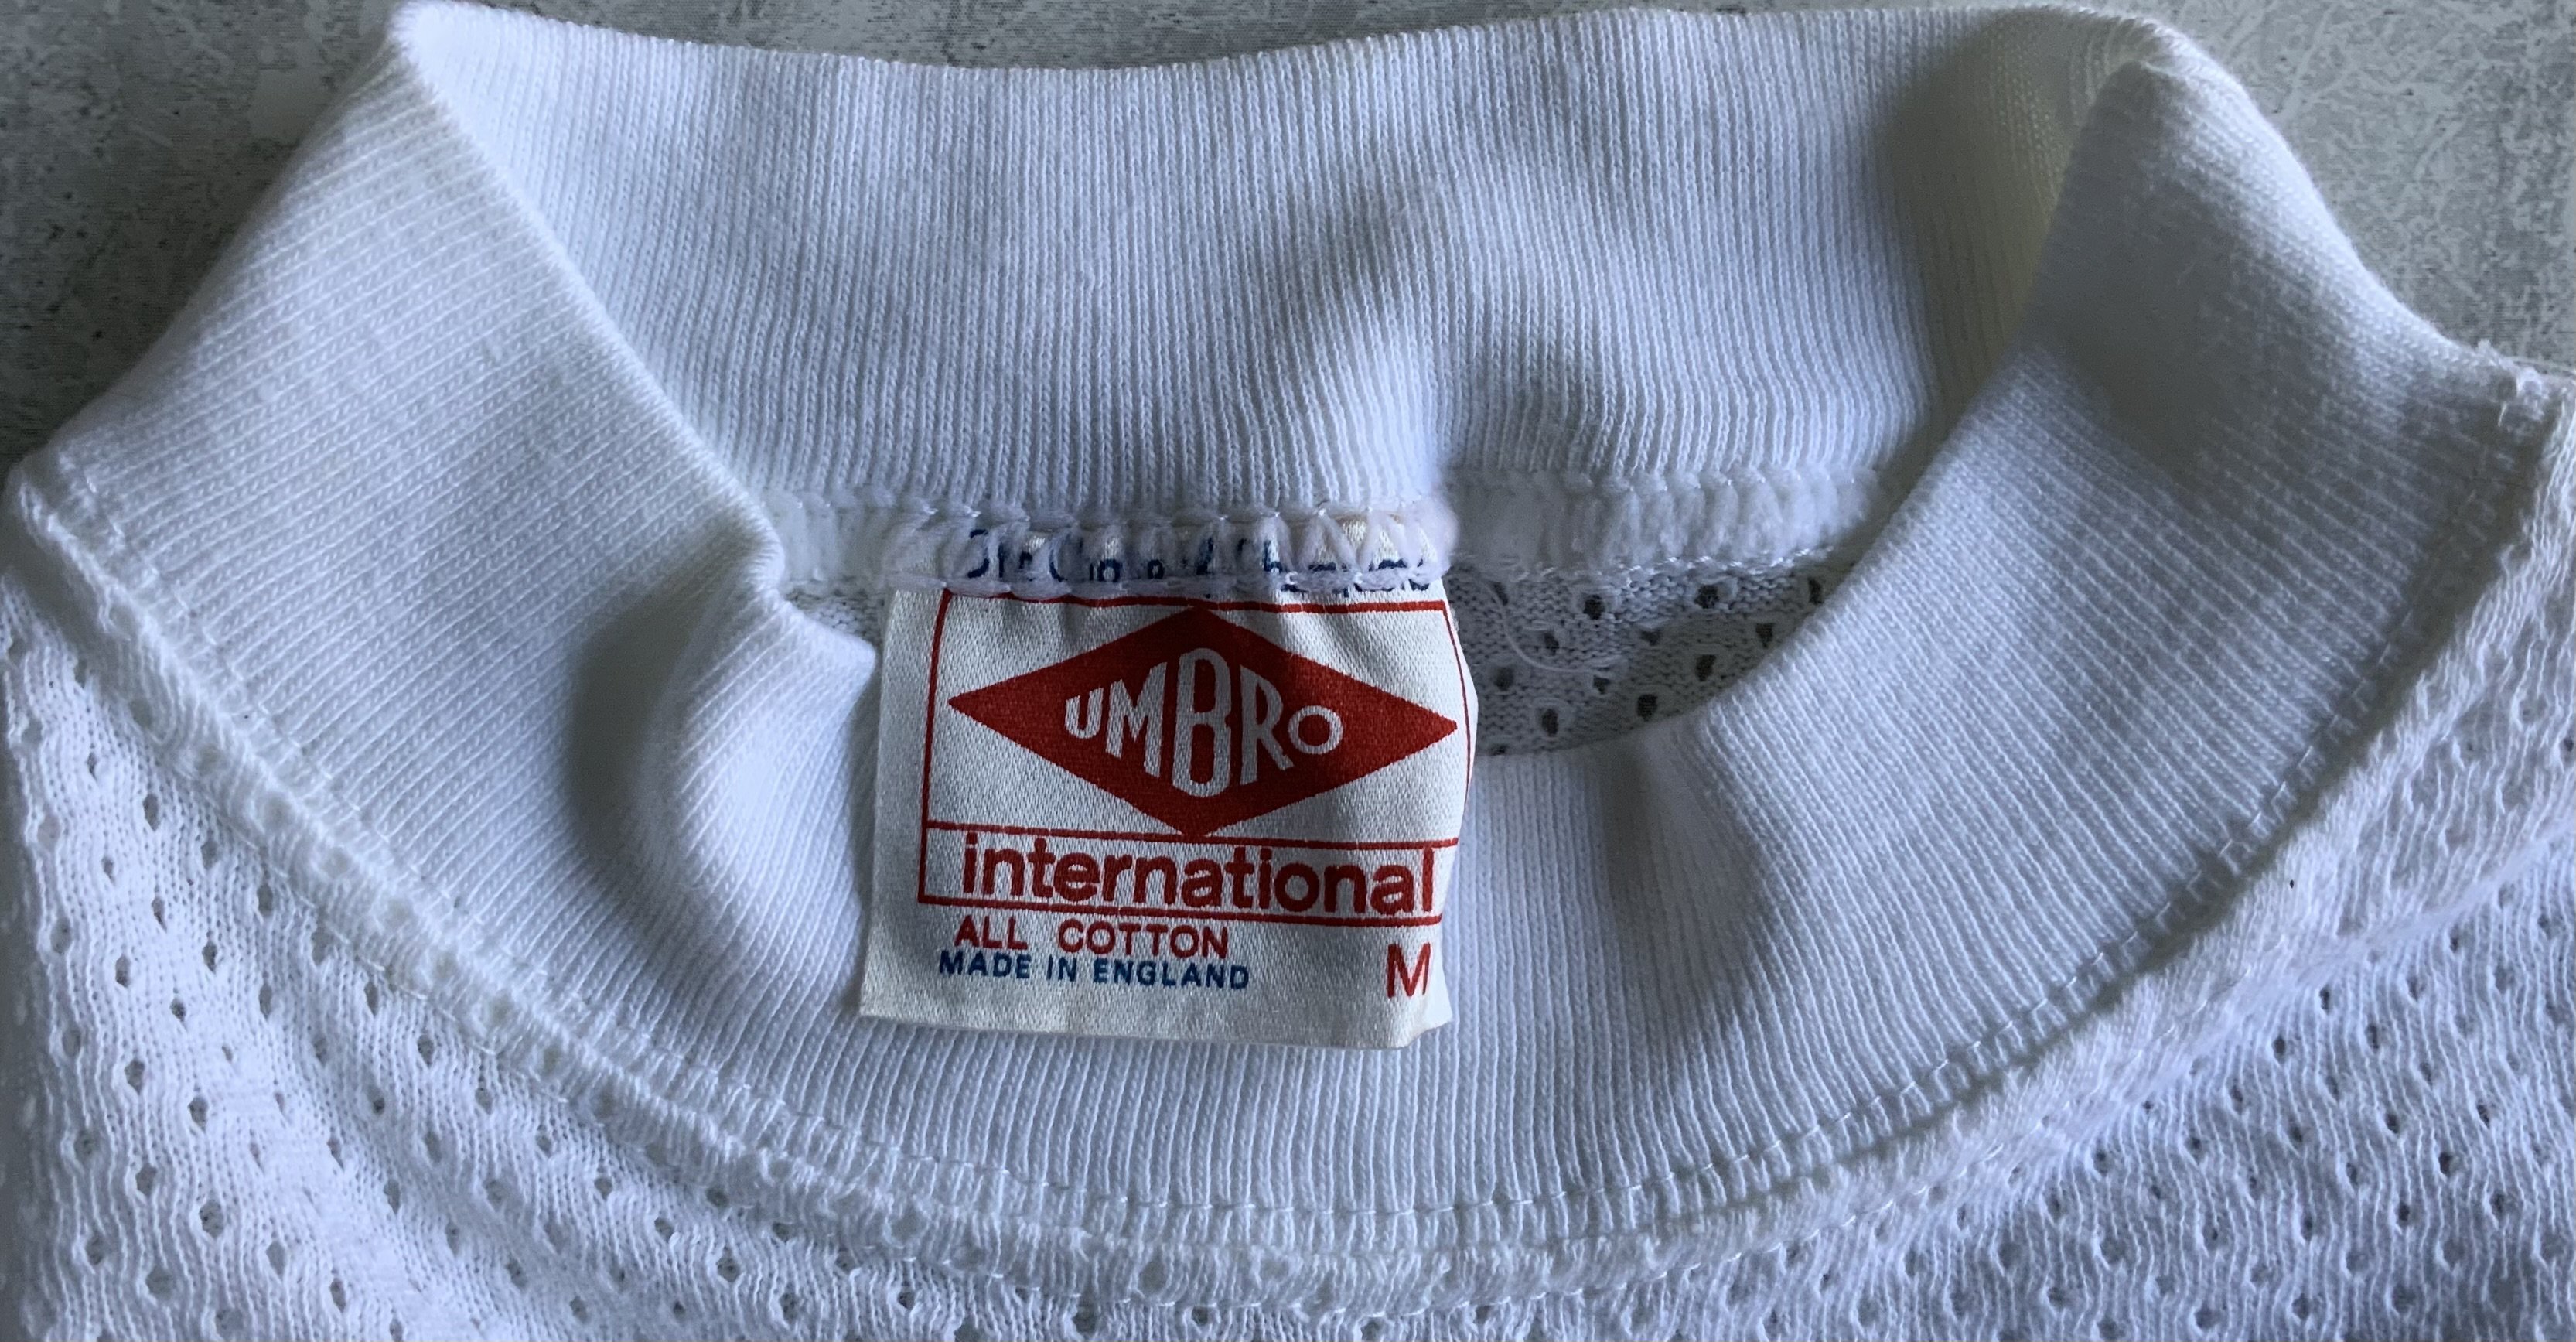 UMBRO
international
ALL COTTON
MADE IN ENGLAND M